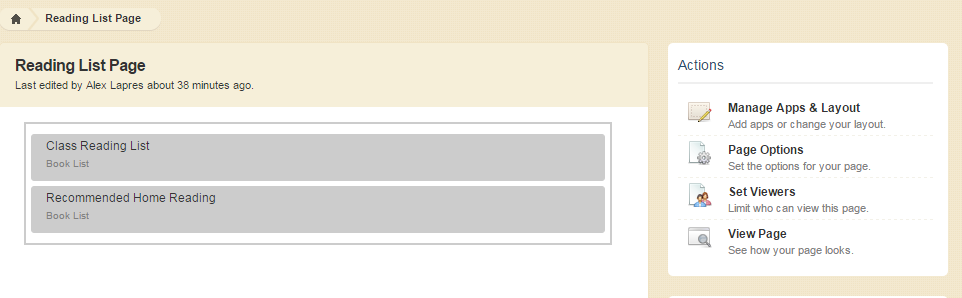 Reading List Page
Reading List Page
Last edited by Alex Lapres about 38 minutes ago.
Class Reading List
Book List
Recommended Home Reading
Book List
Actions
Manage Apps & Layout
Add apps or change your layout.
Page Options
Set the options for your page.
Set Viewers
Limit who can view this page.
View Page
See how your page looks.